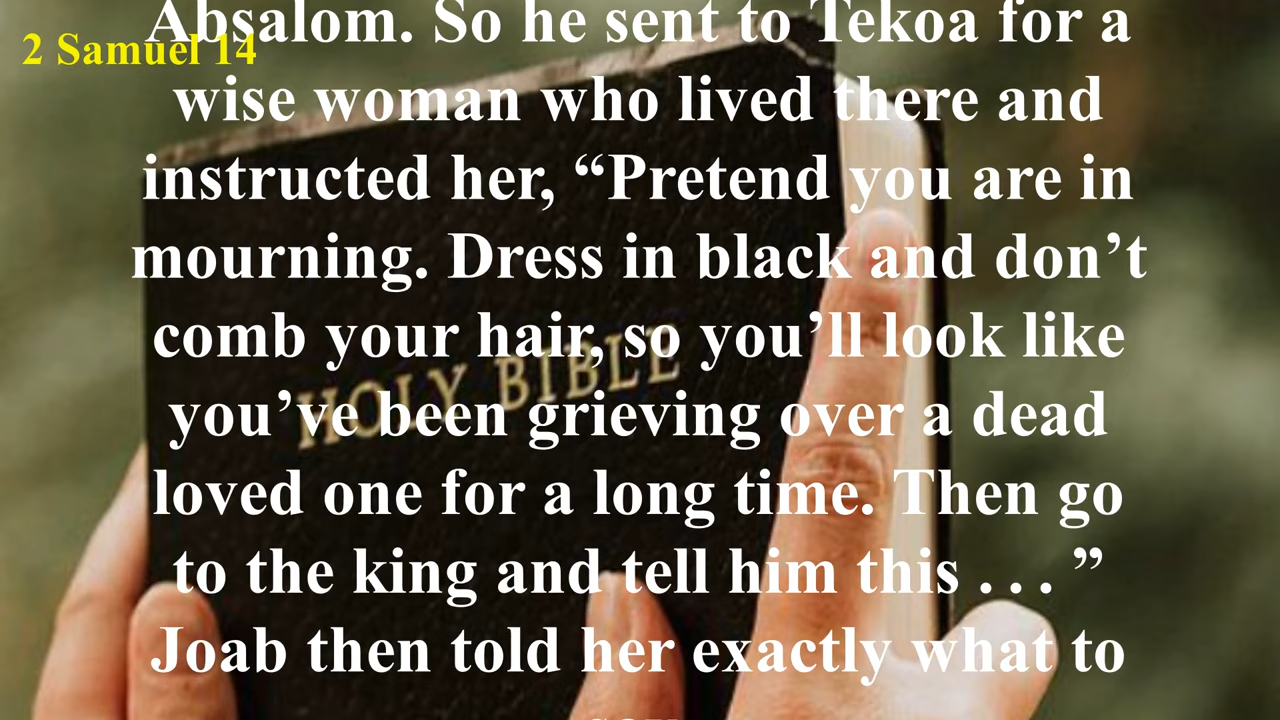 Absalom. So he sent to Tekoa for a
2 Samuel 14
wise woman who lived there and
instructed her, “Pretend you are in
mourning. Dress in black and don’t
comb your hair, so you’ll look like
HOLY BIBLE
you’ve been grieving over a dead
loved one for a long time. Then go
to the king and tell him this . . . ”
Joab then told her exactly what to